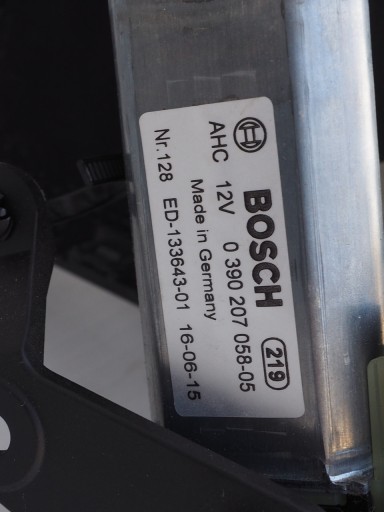 BOSCH 219
AHC 12V 0 390 207 058-05
Made in Germany
Nr.128 ED-133643-01 16-06-15